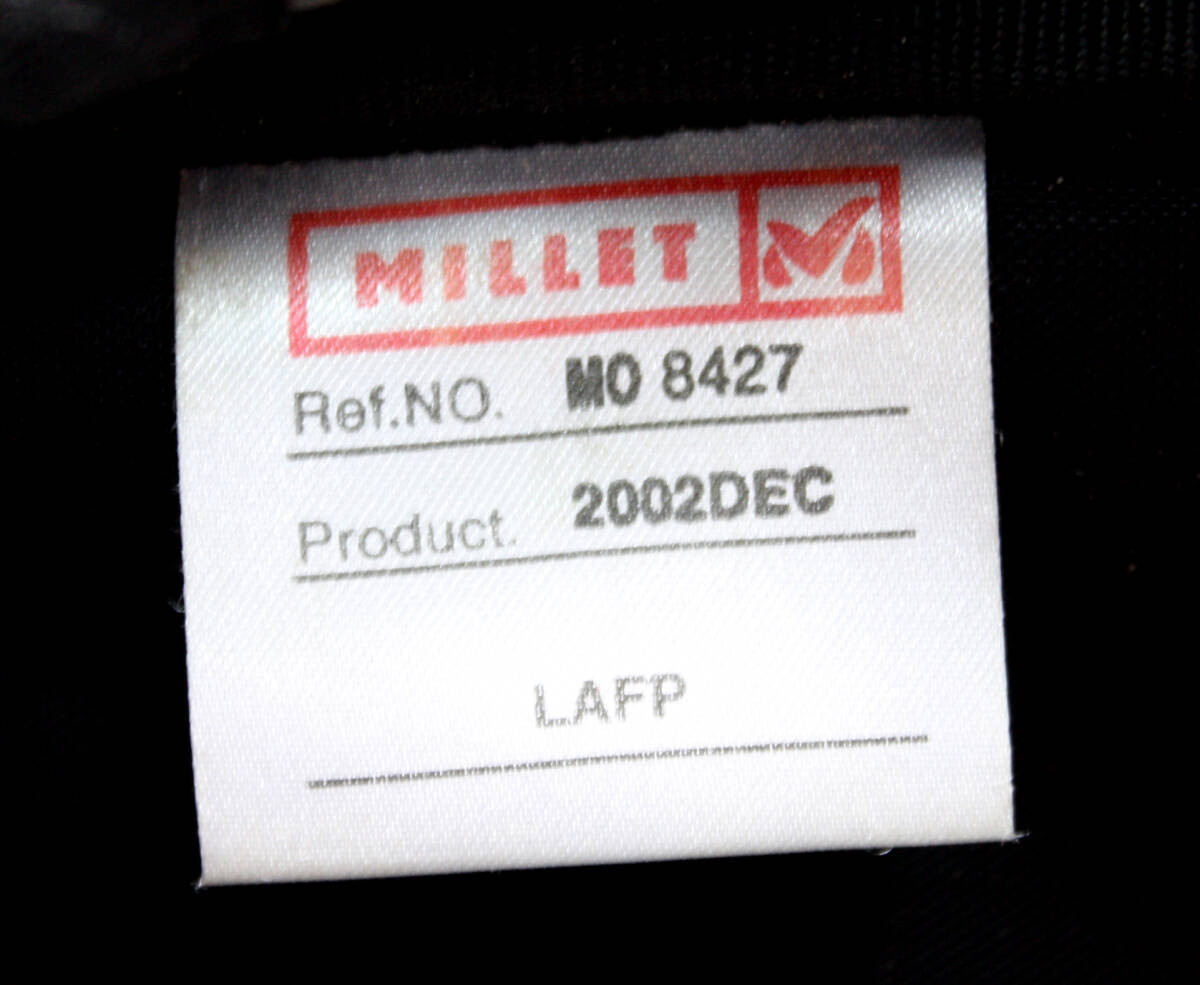 MILLET
Ref.NO. MO 8427
Product. 2002DEC
LAFP